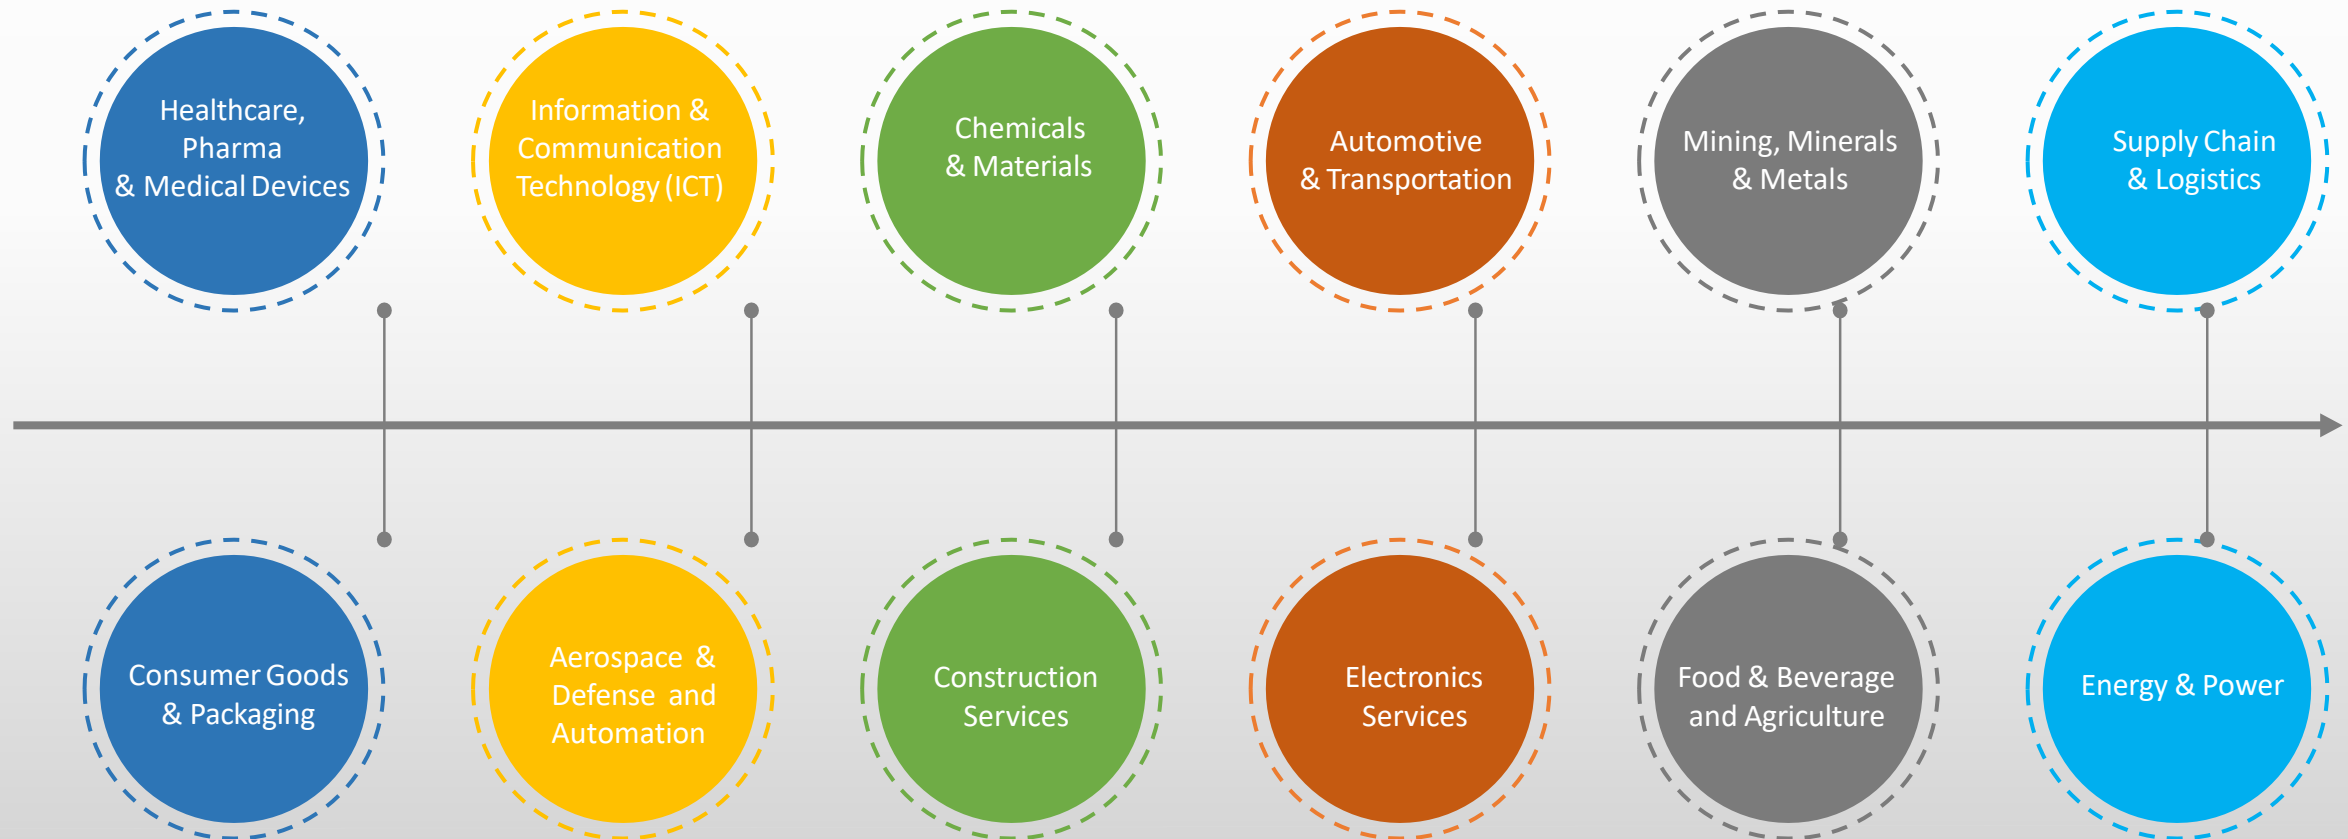 Healthcare,
Pharma
& Medical Devices
Information &
Communication
Technology (ICT)
Chemicals
& Materials
Automotive
& Transportation
Mining, Minerals
& Metals
Supply Chain
& Logistics
Consumer Goods
& Packaging
Aerospace &
Defense and
Automation
Construction
Services
Electronics
Services
Food & Beverage
and Agriculture
Energy & Power